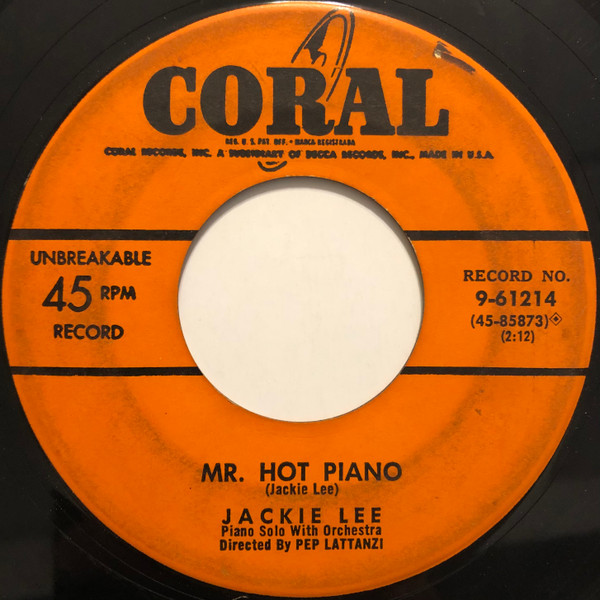 CORAL
REG. U.S. PAT. OFF. • MARCA REGISTRADA
CORAL RECORDS, INC. A SUBSIDIARY OF DECCA RECORDS, INC., MADE IN U.S.A.
UNBREAKABLE
45 RPM
RECORD
RECORD NO.
9-61214
(45-85873)
(2:12)
MR. HOT PIANO
(Jackie Lee)
JACKIE LEE
Piano Solo With Orchestra
Directed By PEP LATTANZI